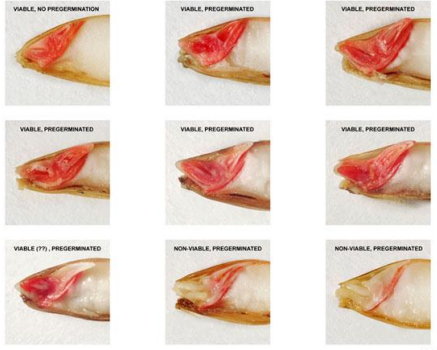 VIABLE, NO PREGERMINATION
VIABLE, PREGERMINATED
VIABLE, PREGERMINATED
VIABLE, PREGERMINATED
VIABLE, PREGERMINATED
VIABLE, PREGERMINATED
VIABLE (??) , PREGERMINATED
NON-VIABLE, PREGERMINATED
NON-VIABLE, PREGERMINATED